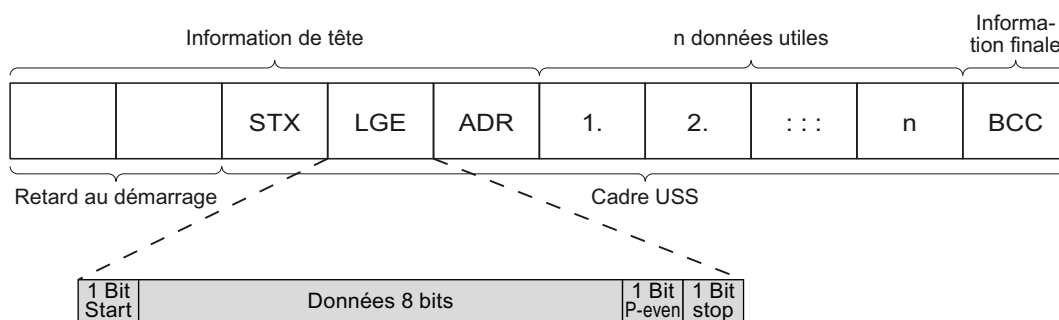 Information de tête
n données utiles
Informa-
tion finale
STX
LGE
ADR
1.
2.
: : :
n
BCC
Retard au démarrage
Cadre USS
1 Bit
Start
Données 8 bits
1 Bit
P-even
1 Bit
stop